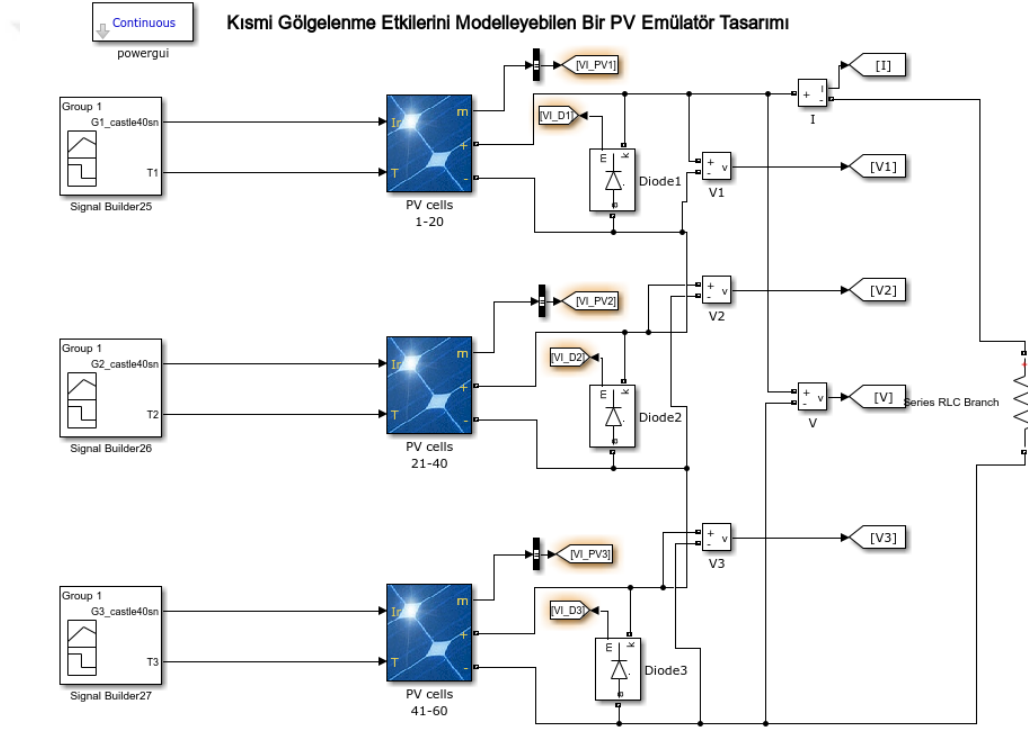 Continuous
powergui
Kısmi Gölgelenme Etkilerini Modelleyebilen Bir PV Emülatör Tasarımı
[VI_PV1]
[I]
I
-
+
I
Group 1
G1_castle40sn
T1
Signal Builder25
Ir
T
m
+
-
PV cells
1-20
[VI_D1]
m
k
a
Diode1
+
-
v
V1
[V1]
[VI_PV2]
+
-
v
V2
[V2]
Group 1
G2_castle40sn
T2
Signal Builder26
Ir
T
m
+
-
PV cells
21-40
[VI_D2]
m
k
a
Diode2
+
-
v
V
[V]
+
Series RLC Branch
[VI_PV3]
+
-
v
V3
[V3]
Group 1
G3_castle40sn
T3
Signal Builder27
Ir
T
m
+
-
PV cells
41-60
[VI_D3]
m
k
a
Diode3